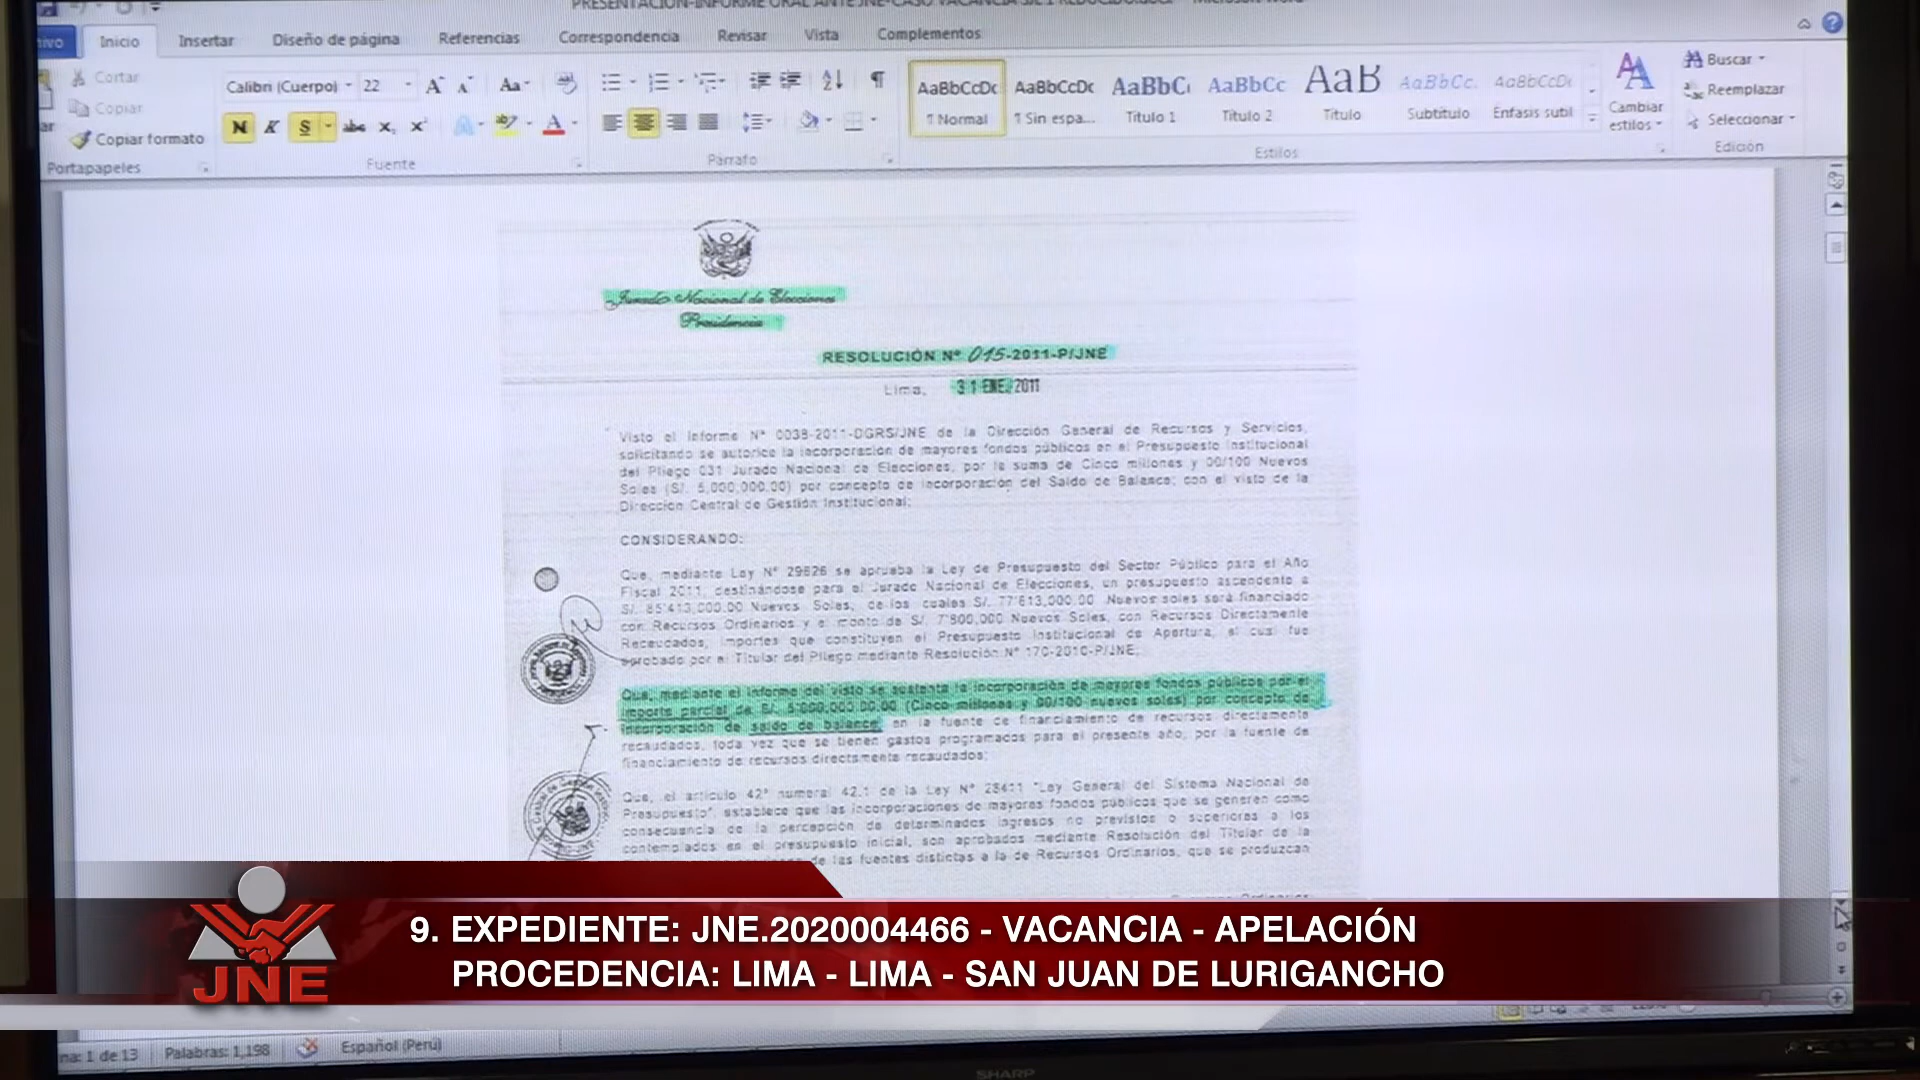 Inicio Insertar Diseño de página Referencias Correspondencia Revisar Vista Complementos
Cortar
Copiar
Copiar formato
Portapapeles
Calibri (Cuerpo) 22
Fuente
Párrafo
AaBbCcDc AaBbCcDc AaBbC AaBbCc AaB AaBbCc. AaBbCcDc
¶ Normal ¶ Sin espa... Título 1 Título 2 Título Subtítulo Énfasis sutil
Estilos
Cambiar estilos
Buscar
Reemplazar
Seleccionar
Edición
Jurado Nacional de Elecciones
Presidencia
RESOLUCIÓN N° 015-2011-P/JNE
Lima, 31 ENE. 2011
Visto el Informe N° 0038-2011-DGRS/JNE de la Dirección General de Recursos y Servicios,
solicitando se autorice la incorporación de mayores fondos públicos en el Presupuesto Institucional
del Pliego 031 Jurado Nacional de Elecciones, por la suma de Cinco millones y 00/100 Nuevos
Soles (S/. 5,000,000.00) por concepto de incorporación del Saldo de Balance; con el visto de la
Dirección Central de Gestión Institucional;
CONSIDERANDO:
Que, mediante Ley N° 29626 se aprueba la Ley de Presupuesto del Sector Público para el Año
Fiscal 2011, destinándose para el Jurado Nacional de Elecciones, un presupuesto ascendente a
S/. 85'413,000.00 Nuevos Soles, de los cuales S/. 77'613,000.00 Nuevos soles será financiado
con Recursos Ordinarios y el monto de S/. 7'800,000 Nuevos Soles, con Recursos Directamente
Recaudados, importes que constituyen el Presupuesto Institucional de Apertura, el cual fue
aprobado por el Titular del Pliego mediante Resolución N° 170-2010-P/JNE;
Que, mediante el Informe del visto se sustenta la incorporación de mayores fondos públicos por el
importe parcial de S/. 5'000,000.00.00 (Cinco millones y 00/100 nuevos soles) por concepto de
incorporación de saldo de balance, en la fuente de financiamiento de recursos directamente
recaudados, toda vez que se tienen gastos programados para el presente año, por la fuente de
financiamiento de recursos directamente recaudados;
Que, el artículo 42° numeral 42.1 de la Ley N° 28411 "Ley General del Sistema Nacional de
Presupuesto", establece que las incorporaciones de mayores fondos públicos que se generen como
consecuencia de la percepción de determinados ingresos no previstos o superiores a los
contemplados en el presupuesto inicial, son aprobados mediante Resolución del Titular de la
de las fuentes distintas a la de Recursos Ordinarios, que se produzcan
JNE
9. EXPEDIENTE: JNE.2020004466 - VACANCIA - APELACIÓN
PROCEDENCIA: LIMA - LIMA - SAN JUAN DE LURIGANCHO
1 de 13 Palabras: 1,198 Español (Perú)
SHARP